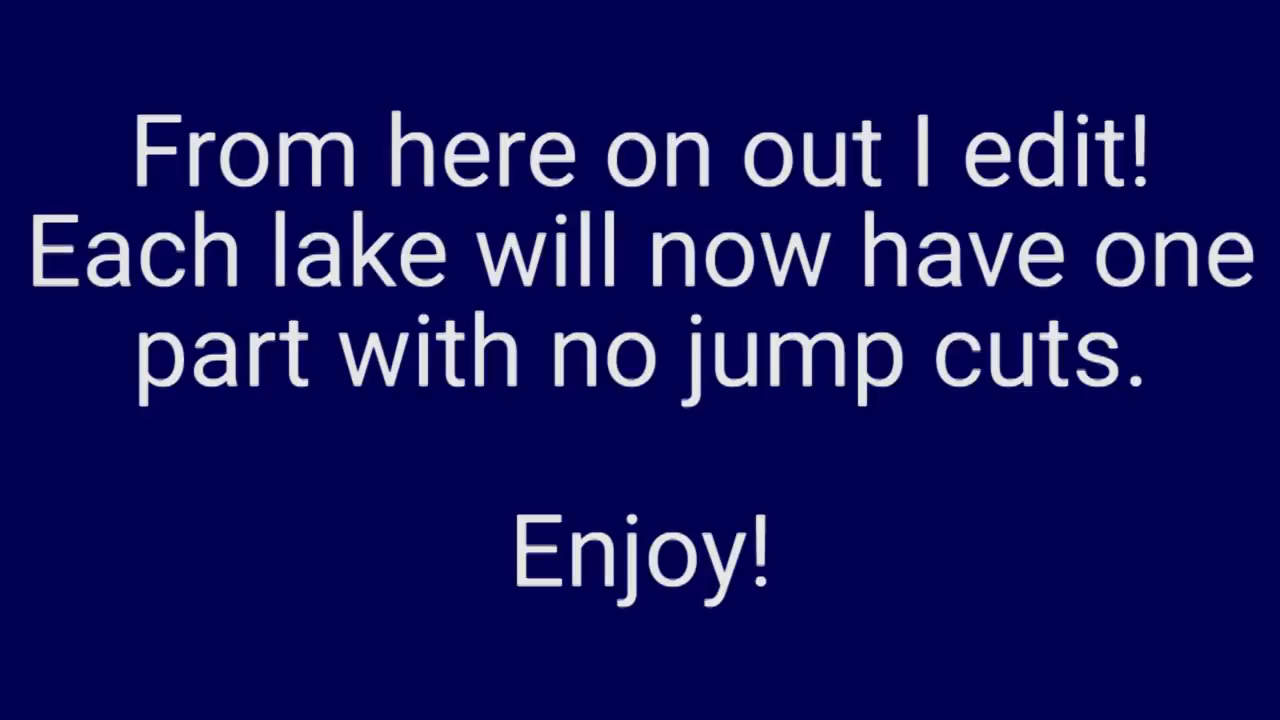 From here on out I edit!
Each lake will now have one
part with no jump cuts.
Enjoy!